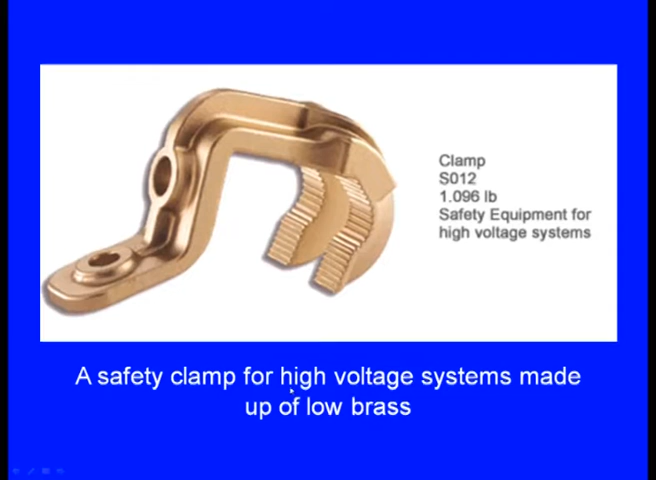 Clamp
S012
1.096 lb
Safety Equipment for
high voltage systems
A safety clamp for high voltage systems made
up of low brass